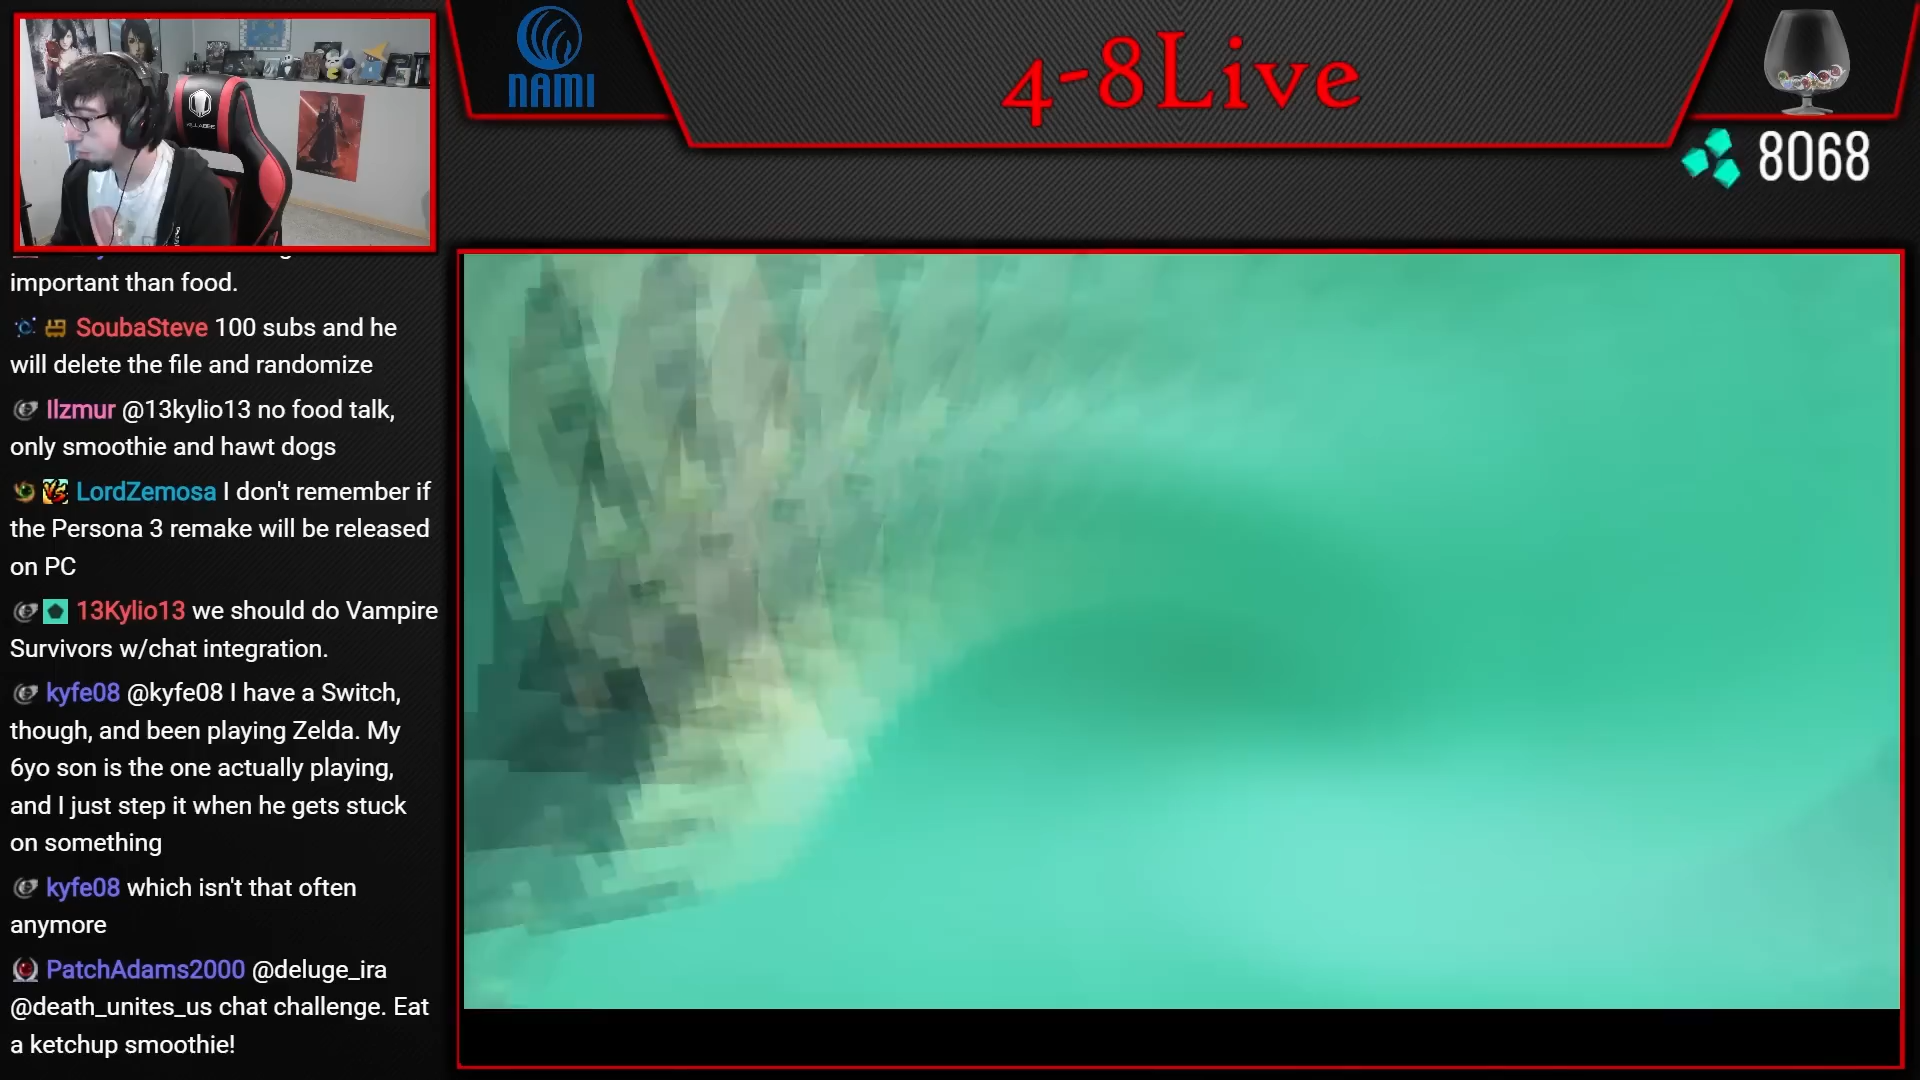 NAMI
4-8Live
8068
important than food.
SoubaSteve 100 subs and he
will delete the file and randomize
Ilzmur @13kylio13 no food talk,
only smoothie and hawt dogs
LordZemosa I don't remember if
the Persona 3 remake will be released
on PC
13Kylio13 we should do Vampire
Survivors w/chat integration.
kyfe08 @kyfe08 I have a Switch,
though, and been playing Zelda. My
6yo son is the one actually playing,
and I just step it when he gets stuck
on something
kyfe08 which isn't that often
anymore
PatchAdams2000 @deluge_ira
@death_unites_us chat challenge. Eat
a ketchup smoothie!